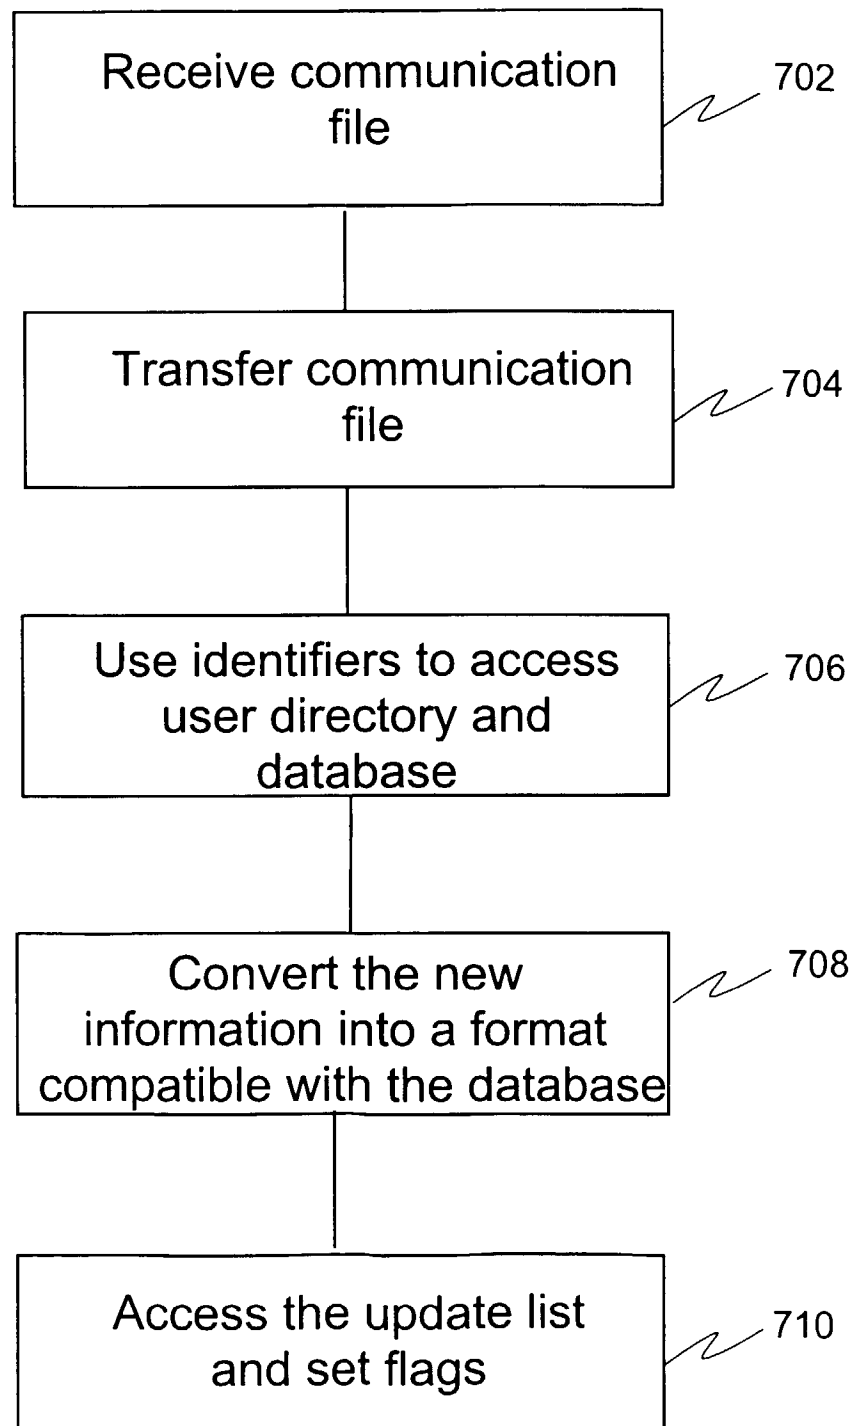 Receive communication
file
702
Transfer communication
file
704
Use identifiers to access
user directory and
database
706
Convert the new
information into a format
compatible with the database
708
Access the update list
and set flags
710